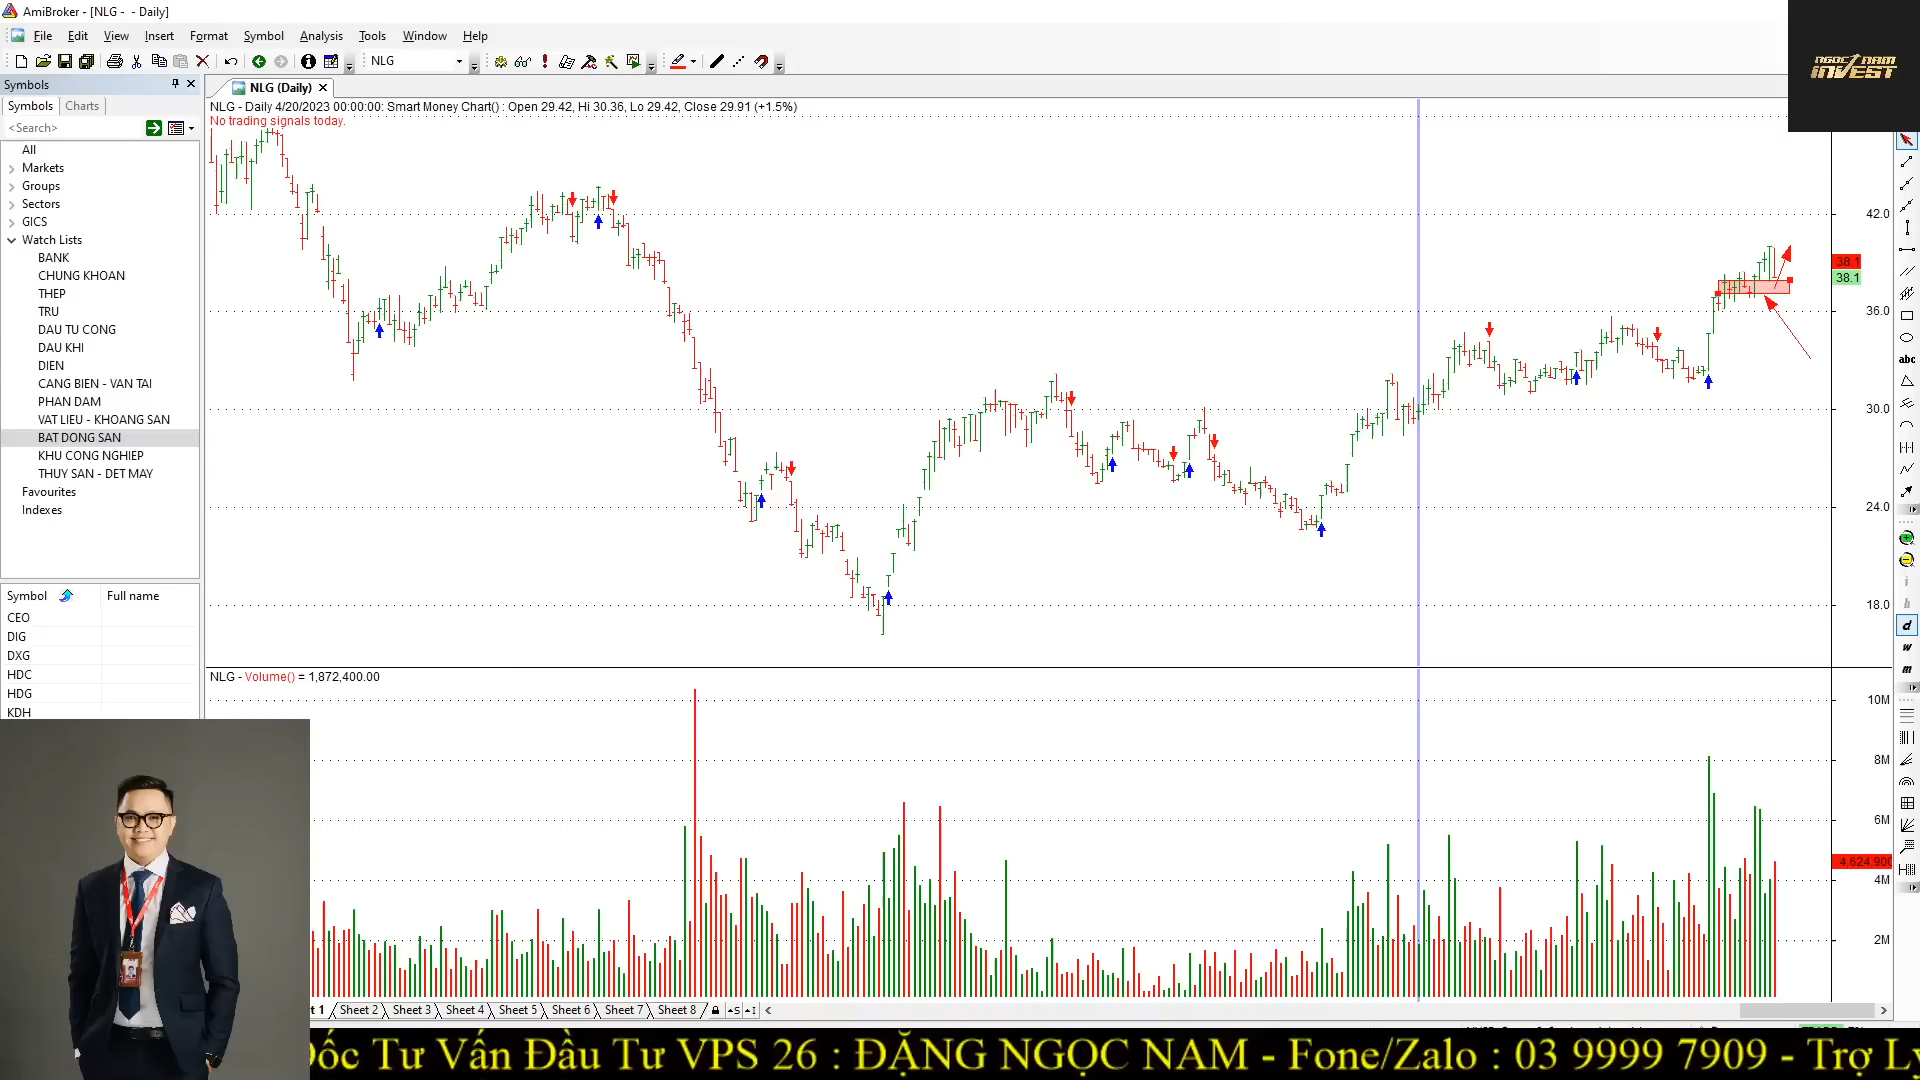 AmiBroker - [NLG - - Daily]
File Edit View Insert Format Symbol Analysis Tools Window Help
NLG
NGOC NAM
INVEST
Symbols
NLG (Daily)
Symbols Charts
<Search>
NLG - Daily 4/20/2023 00:00:00: Smart Money Chart() : Open 29.42, Hi 30.36, Lo 29.42, Close 29.91 (+1.5%)
No trading signals today.
All
Markets
Groups
Sectors
GICS
Watch Lists
BANK
CHUNG KHOAN
THEP
TRU
DAU TU CONG
DAU KHI
DIEN
CANG BIEN - VAN TAI
PHAN DAM
VAT LIEU - KHOANG SAN
BAT DONG SAN
KHU CONG NGHIEP
THUY SAN - DET MAY
Favourites
Indexes
Symbol Full name
CEO
DIG
DXG
HDC
HDG
KDH
42.0
38.1
38.1
36.0
30.0
24.0
18.0
abc
i
h
d
w
m
NLG - Volume() = 1,872,400.00
10M
8M
6M
4,624,900
4M
2M
t 1 Sheet 2 Sheet 3 Sheet 4 Sheet 5 Sheet 6 Sheet 7 Sheet 8
Đốc Tư Vấn Đầu Tư VPS 26 : ĐẶNG NGỌC NAM - Fone/Zalo : 03 9999 7909 - Trợ Lý